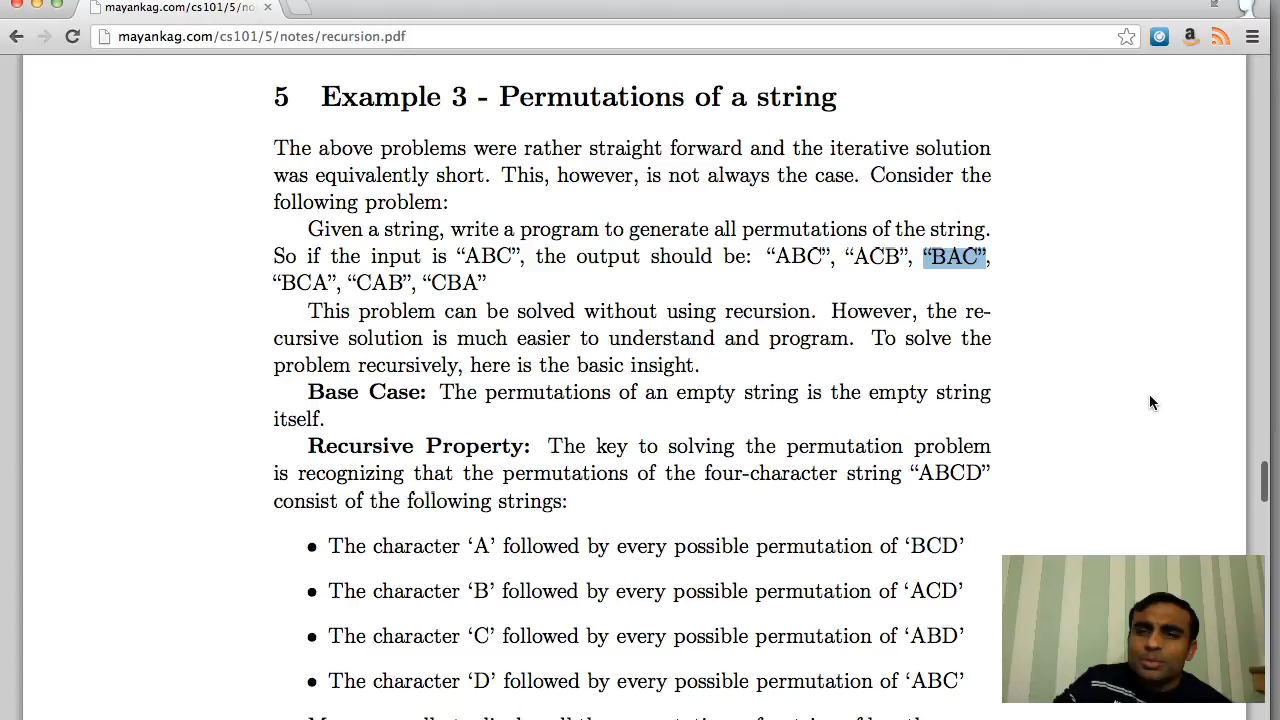 mayankag.com/cs101/5/no
mayankag.com/cs101/5/notes/recursion.pdf
5 Example 3 - Permutations of a string
The above problems were rather straight forward and the iterative solution
was equivalently short. This, however, is not always the case. Consider the
following problem:
Given a string, write a program to generate all permutations of the string.
So if the input is “ABC”, the output should be: “ABC”, “ACB”, “BAC”,
“BCA”, “CAB”, “CBA”
This problem can be solved without using recursion. However, the re-
cursive solution is much easier to understand and program. To solve the
problem recursively, here is the basic insight.
Base Case: The permutations of an empty string is the empty string
itself.
Recursive Property: The key to solving the permutation problem
is recognizing that the permutations of the four-character string “ABCD”
consist of the following strings:
• The character ‘A’ followed by every possible permutation of ‘BCD’
• The character ‘B’ followed by every possible permutation of ‘ACD’
• The character ‘C’ followed by every possible permutation of ‘ABD’
• The character ‘D’ followed by every possible permutation of ‘ABC’